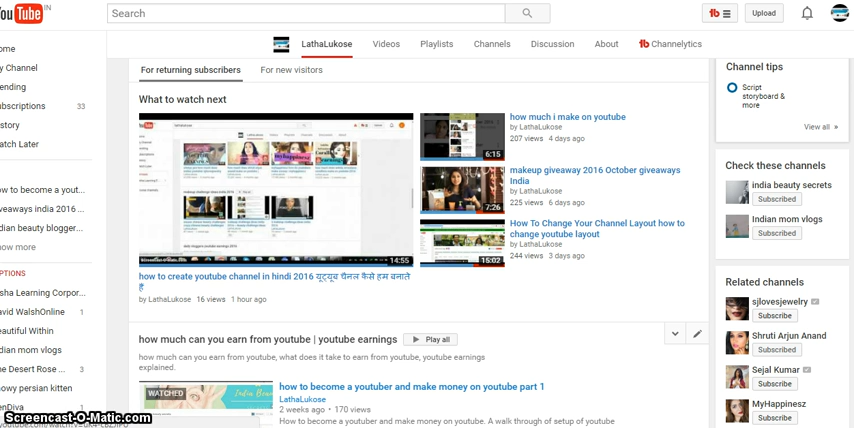 You Tube IN
Search
Upload
LathaLukose Videos Playlists Channels Discussion About Channelytics
For returning subscribers For new visitors
What to watch next
14:55
how to create youtube channel in hindi 2016 यूट्यूब चैनल कैसे हम बनाते
हैं
by LathaLukose 16 views 1 hour ago
6:15
how much i make on youtube
by LathaLukose
207 views 4 days ago
7:26
makeup giveaway 2016 October giveaways
India
by LathaLukose
225 views 6 days ago
15:02
How To Change Your Channel Layout how to
change youtube layout
by LathaLukose
244 views 3 days ago
how much can you earn from youtube | youtube earnings Play all
how much can you earn from youtube, what does it take to earn from youtube, youtube earnings
explained.
WATCHED
how to become a youtuber and make money on youtube part 1
LathaLukose
2 weeks ago • 170 views
How to become a youtuber and make money on youtube. A walk through of setup of youtube
Channel tips
Script
storyboard &
more
View all »
Check these channels
india beauty secrets
Subscribed
Indian mom vlogs
Subscribed
Related channels
sjlovesjewelry
Subscribe
Shruti Arjun Anand
Subscribed
Sejal Kumar
Subscribe
MyHappinesz
Subscribe
ome
y Channel
ending
ubscriptions 33
story
atch Later
ow to become a yout...
veaways india 2016 ...
dian beauty blogger...
how more
PTIONS
sha Learning Corpor...
avid WalshOnline 1
eautiful Within
dian mom vlogs
he Desert Rose ...
nowy persian kitten
enDiva 1
Screencast-O-Matic.com